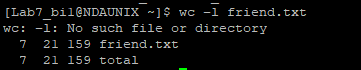 [Lab7_bil@NDAUNIX ~]$ wc –l friend.txt
wc: –l: No such file or directory
  7  21 159 friend.txt
  7  21 159 total